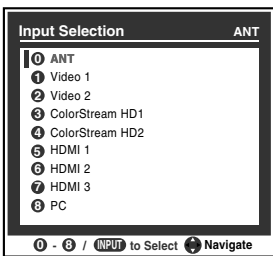 Input Selection ANT
0 ANT
1 Video 1
2 Video 2
3 ColorStream HD1
4 ColorStream HD2
5 HDMI 1
6 HDMI 2
7 HDMI 3
8 PC
0 - 8 / INPUT to Select Navigate